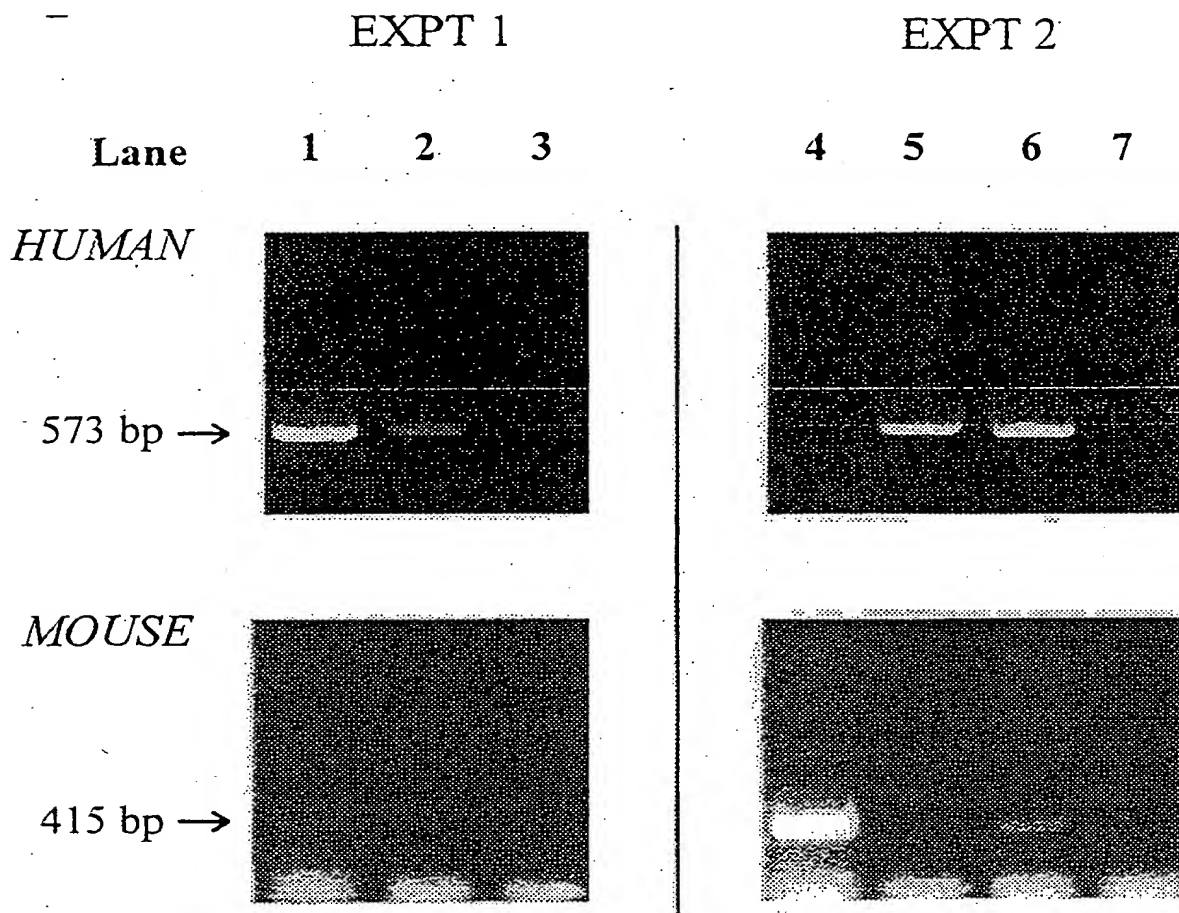 EXPT 1 EXPT 2
Lane 1 2 3 4 5 6 7
HUMAN
573 bp →
MOUSE
415 bp →